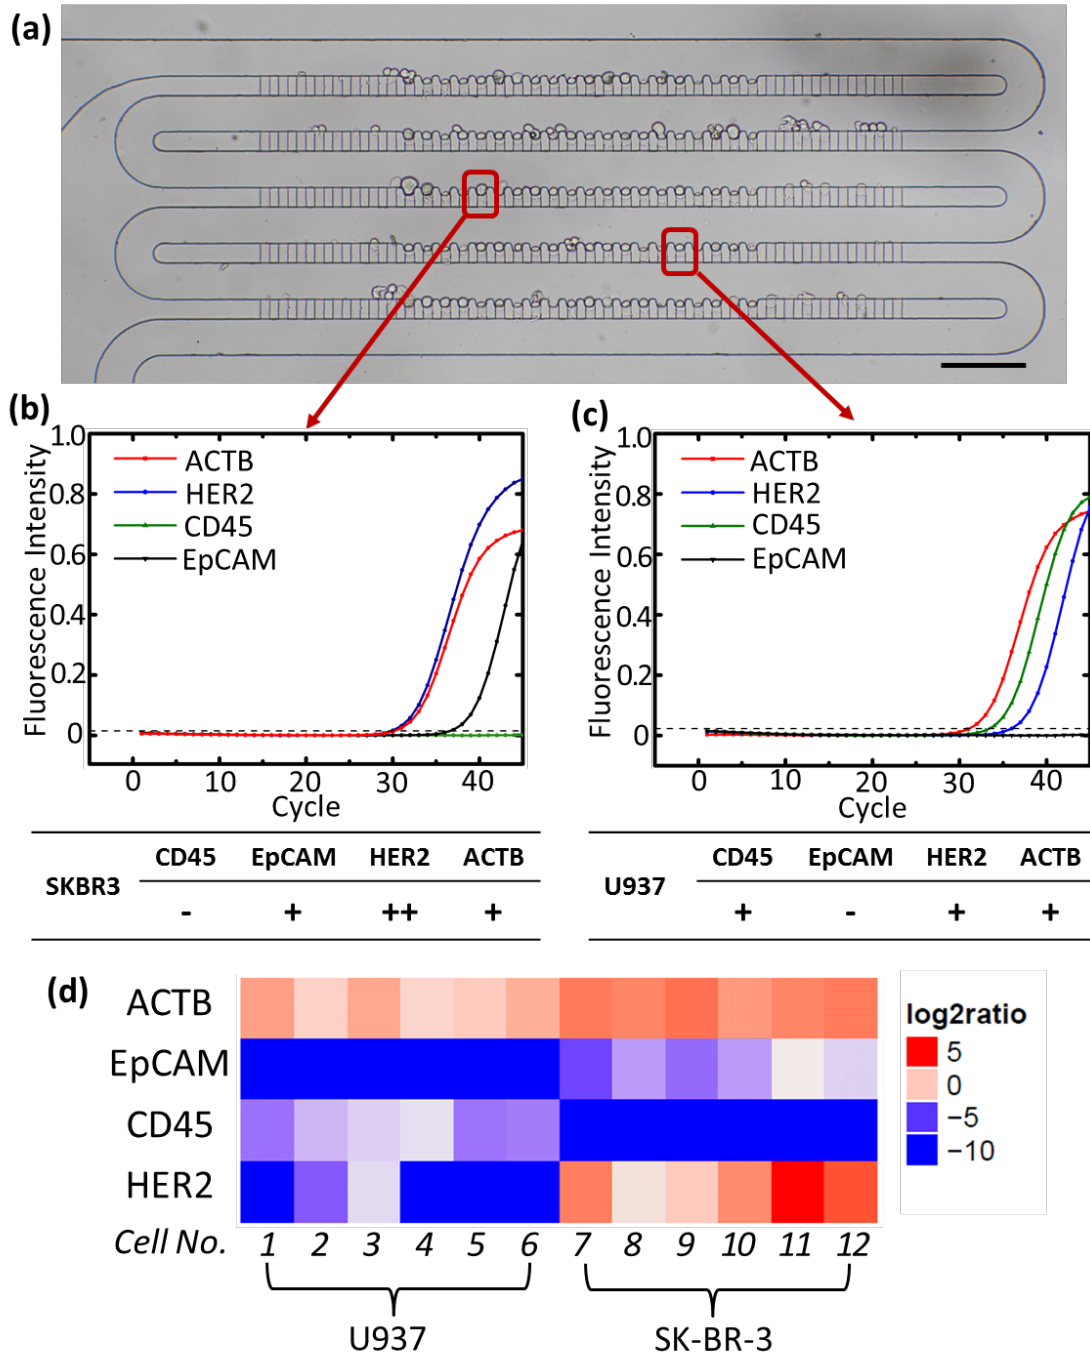 (a)
(b)
1.0
0.8
0.6
0.4
0.2
0
Fluorescence Intensity
ACTB
HER2
CD45
EpCAM
0 10 20 30 40
Cycle
(c)
1.0
0.8
0.6
0.4
0.2
0
Fluorescence Intensity
ACTB
HER2
CD45
EpCAM
0 10 20 30 40
Cycle
SKBR3
CD45 EpCAM HER2 ACTB
- + ++ +
U937
CD45 EpCAM HER2 ACTB
+ - + +
(d)
ACTB
EpCAM
CD45
HER2
Cell No. 1 2 3 4 5 6 7 8 9 10 11 12
U937 SK-BR-3
log2ratio
5
0
−5
−10